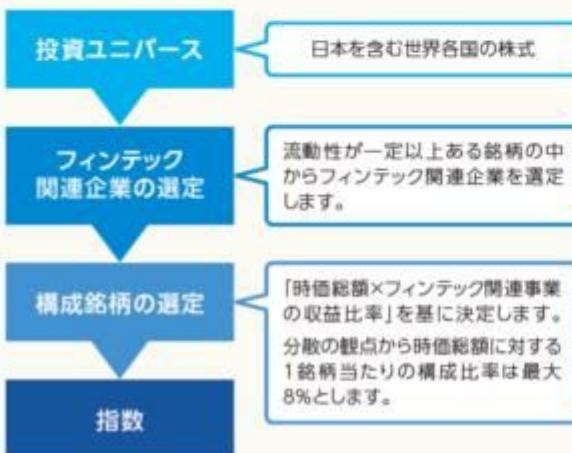 投資ユニバース
日本を含む世界各国の株式
フィンテック
関連企業の選定
流動性が一定以上ある銘柄の中
からフィンテック関連企業を選定
します。
構成銘柄の選定
「時価総額×フィンテック関連事業
の収益比率」を基に決定します。
分散の観点から時価総額に対する
1銘柄当たりの構成比率は最大
8%とします。
指数